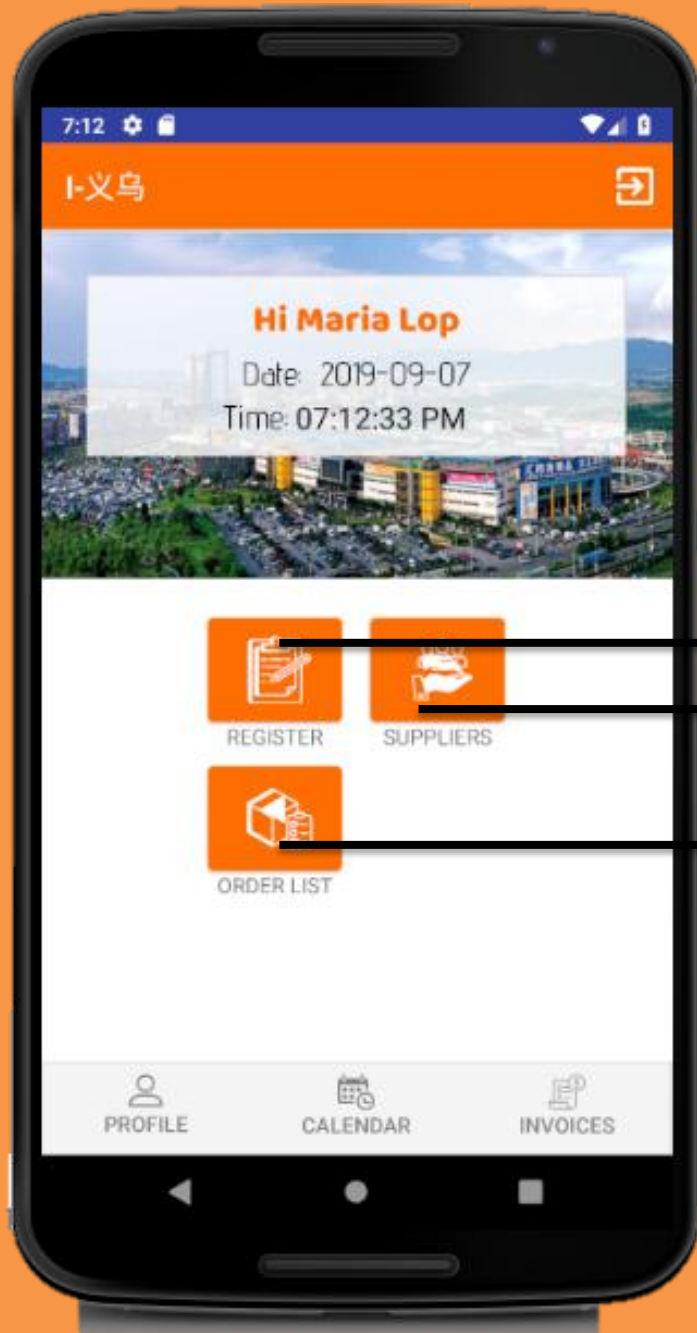 7:12
I-义乌
Hi Maria Lop
Date: 2019-09-07
Time: 07:12:33 PM
REGISTER
SUPPLIERS
ORDER LIST
PROFILE
CALENDAR
INVOICES